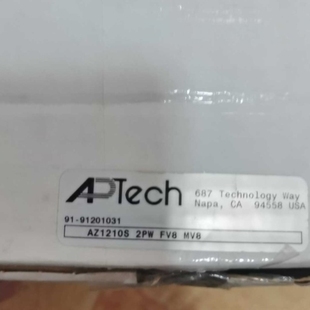 APTech
687 Technology Way
Napa, CA 94558 USA
91-91201031
AZ1210S 2PW FV8 MV8